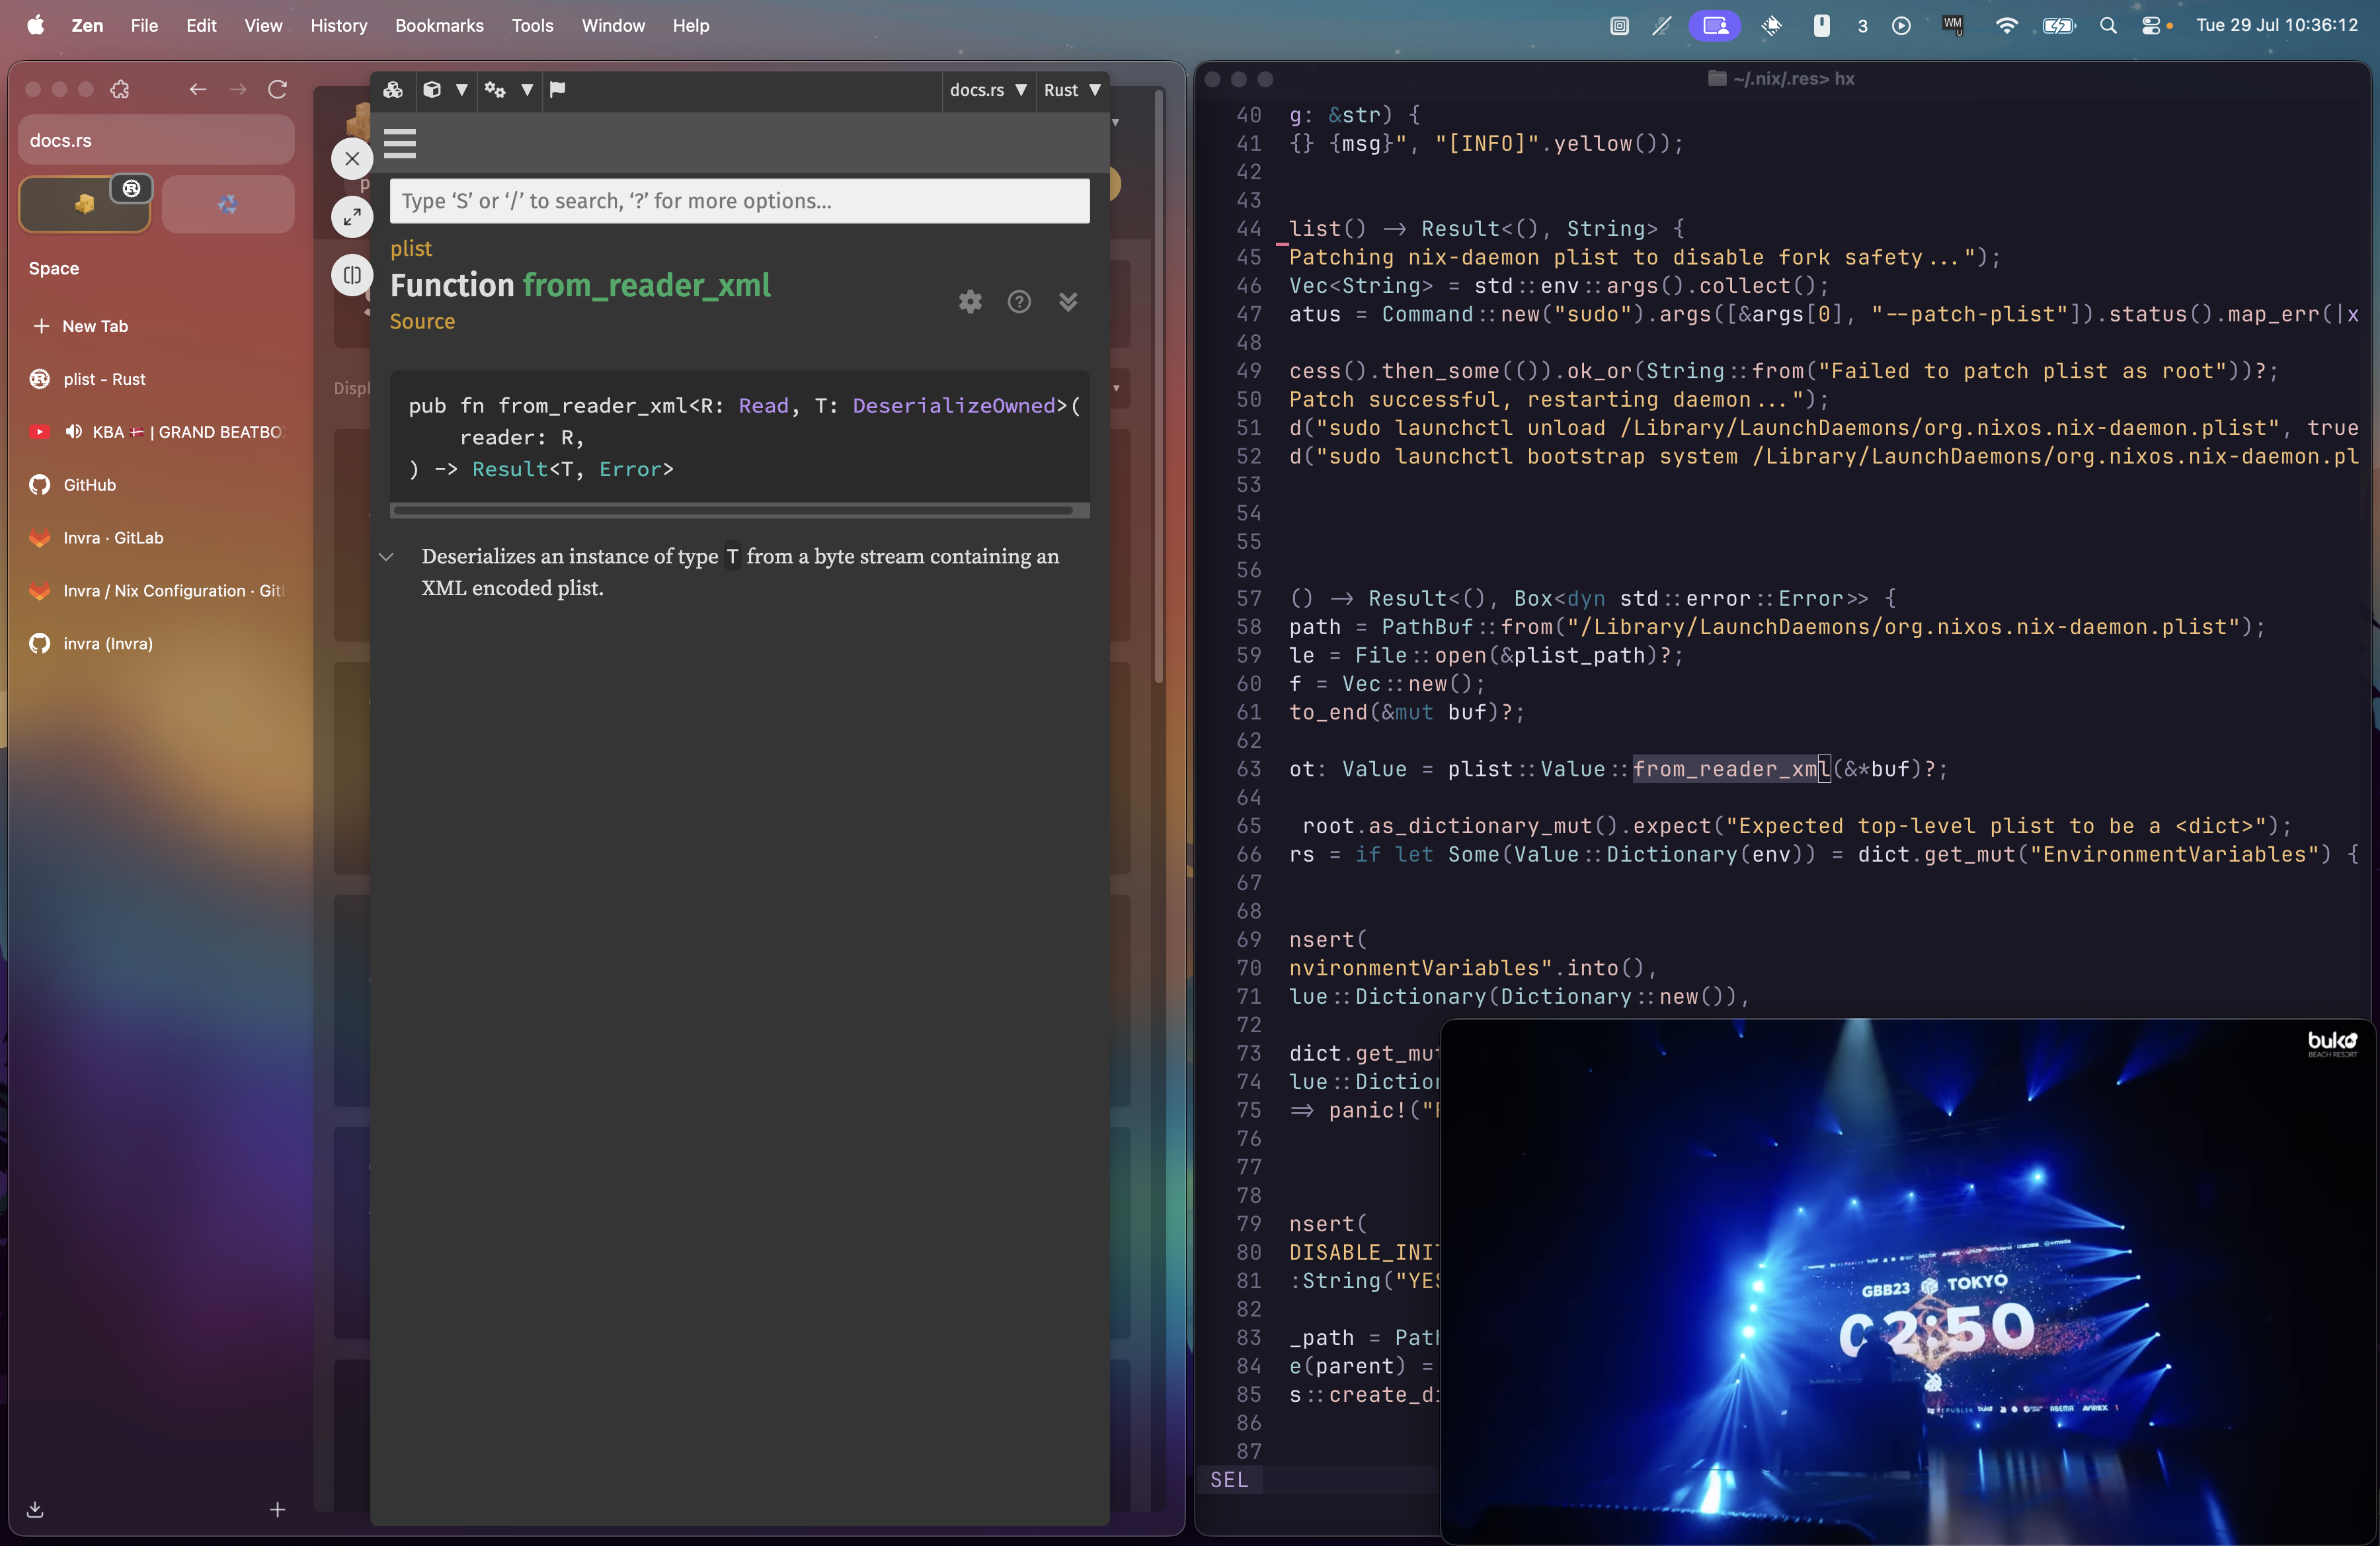 Zen File Edit View History Bookmarks Tools Window Help
3
WM
U
Tue 29 Jul 10:36:12
docs.rs
Space
New Tab
plist - Rust
KBA 🇩🇰 | GRAND BEATBO
GitHub
Invra · GitLab
Invra / Nix Configuration · Git
invra (Invra)
docs.rs ▼ Rust ▼
p
Displ
Type ‘S’ or ‘/’ to search, ‘?’ for more options…
plist
Function from_reader_xml
Source
pub fn from_reader_xml<R: Read, T: DeserializeOwned>(
    reader: R,
) -> Result<T, Error>
Deserializes an instance of type T from a byte stream containing an
XML encoded plist.
~/.nix/.res> hx
40 g: &str) {
41 {} {msg}", "[INFO]".yellow());
42
43
44 _list() -> Result<(), String> {
45 Patching nix-daemon plist to disable fork safety...");
46 Vec<String> = std::env::args().collect();
47 atus = Command::new("sudo").args([&args[0], "--patch-plist"]).status().map_err(|x
48
49 cess().then_some(()).ok_or(String::from("Failed to patch plist as root"))?;
50 Patch successful, restarting daemon...");
51 d("sudo launchctl unload /Library/LaunchDaemons/org.nixos.nix-daemon.plist", true
52 d("sudo launchctl bootstrap system /Library/LaunchDaemons/org.nixos.nix-daemon.pl
53
54
55
56
57 () -> Result<(), Box<dyn std::error::Error>> {
58 path = PathBuf::from("/Library/LaunchDaemons/org.nixos.nix-daemon.plist");
59 le = File::open(&plist_path)?;
60 f = Vec::new();
61 to_end(&mut buf)?;
62
63 ot: Value = plist::Value::from_reader_xml(&*buf)?;
64
65 root.as_dictionary_mut().expect("Expected top-level plist to be a <dict>");
66 rs = if let Some(Value::Dictionary(env)) = dict.get_mut("EnvironmentVariables") {
67
68
69 nsert(
70 nvironmentVariables".into(),
71 lue::Dictionary(Dictionary::new()),
72
73 dict.get_mut
74 lue::Diction
75 => panic!("F
76
77
78
79 nsert(
80 DISABLE_INIT
81 :String("YES
82
83 _path = Path
84 e(parent) =
85 s::create_di
86
87
SEL
buko
BEACH RESORT
GBB23 TOKYO
02:50